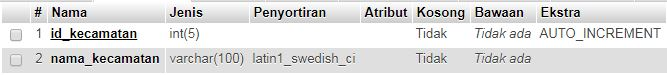 # Nama Jenis Penyortiran Atribut Kosong Bawaan Ekstra
1 id_kecamatan int(5) Tidak Tidak ada AUTO_INCREMENT
2 nama_kecamatan varchar(100) latin1_swedish_ci Tidak Tidak ada